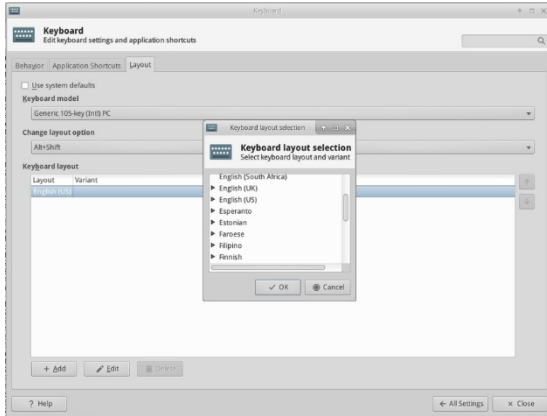 Keyboard
Keyboard
Edit keyboard settings and application shortcuts
Behavior Application Shortcuts Layout
Use system defaults
Keyboard model
Generic 105-key (Intl) PC
Change layout option
Alt+Shift
Keyboard layout
Layout Variant
English (US)
Keyboard layout selection
Keyboard layout selection
Select keyboard layout and variant
English (South Africa)
English (UK)
English (US)
Esperanto
Estonian
Faroese
Filipino
Finnish
OK Cancel
+ Add Edit Delete
? Help All Settings Close